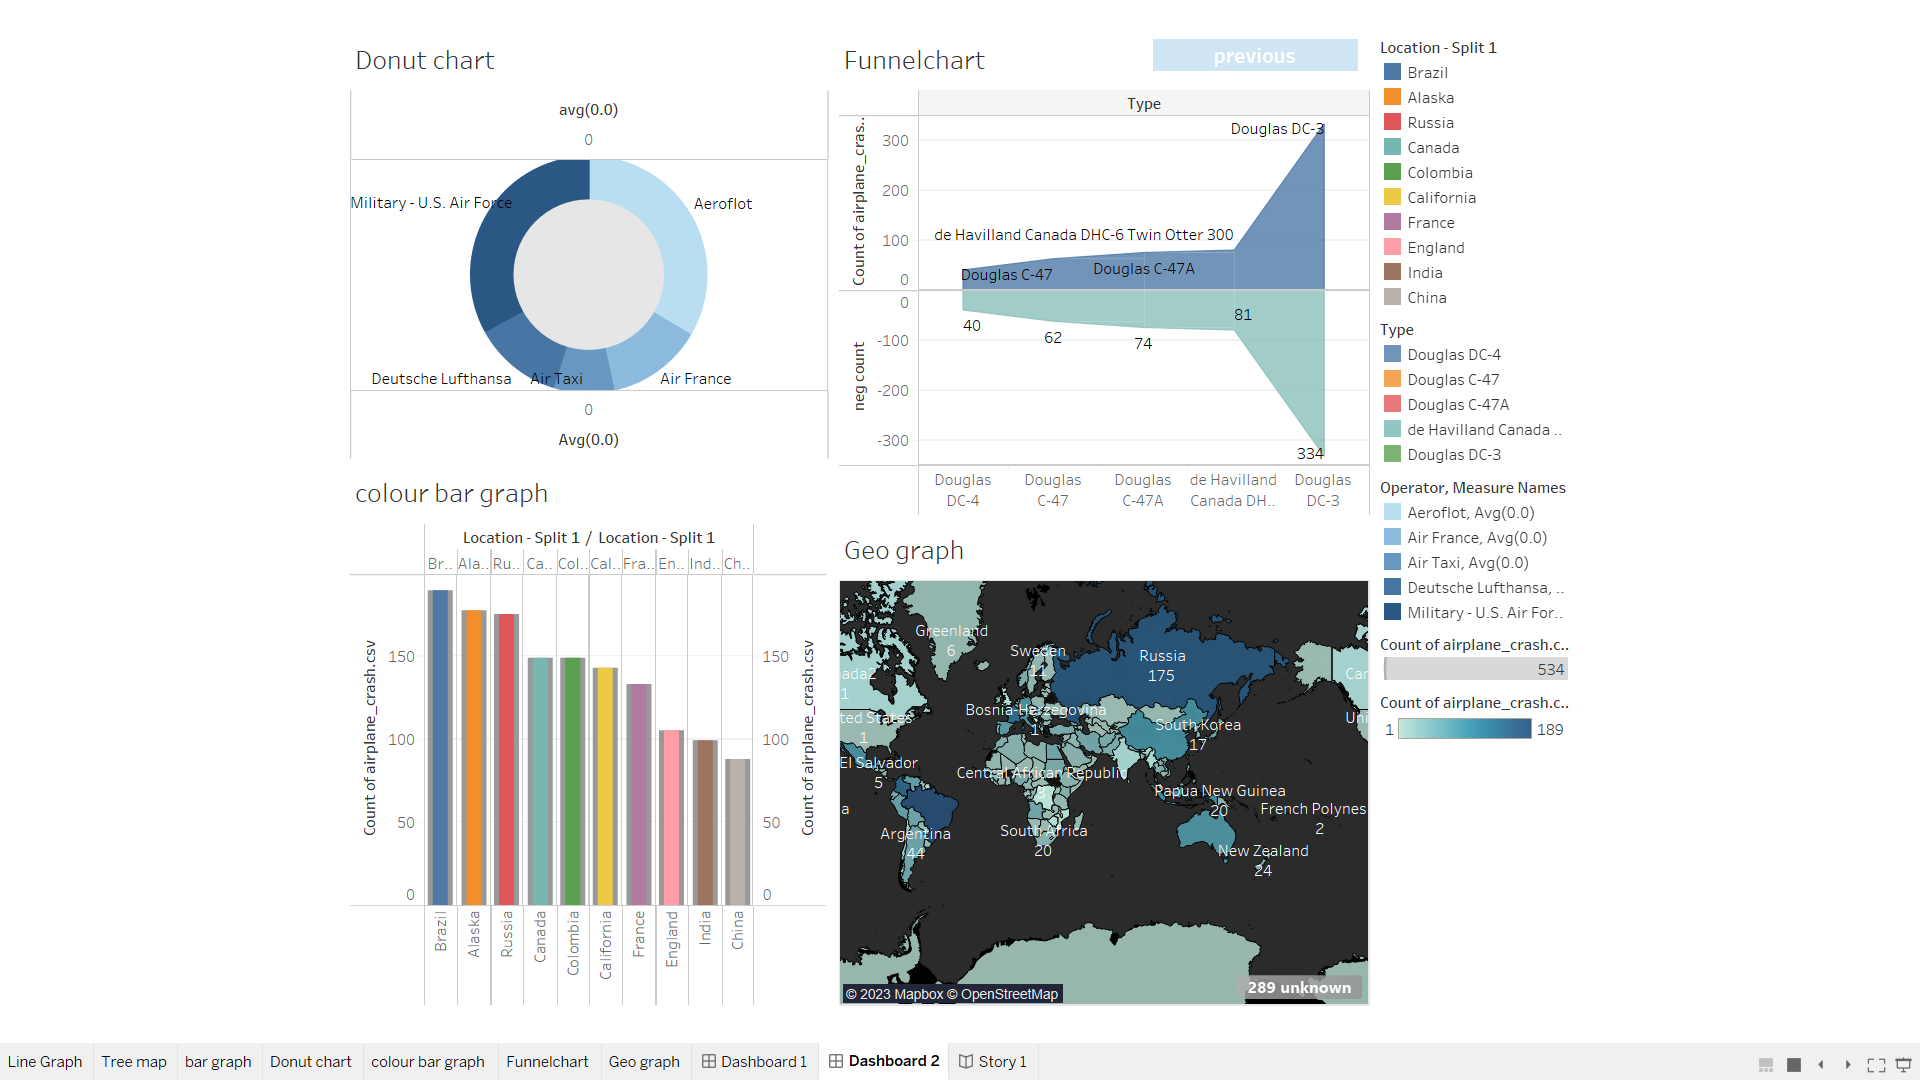 Donut chart
avg(0.0)
0
Military - U.S. Air Force
Aeroflot
Deutsche Lufthansa
Air Taxi
Air France
0
Avg(0.0)
Funnelchart
previous
Type
Count of airplane_cras..
300
200
100
0
Douglas DC-3
de Havilland Canada DHC-6 Twin Otter 300
Douglas C-47
Douglas C-47A
neg count
0
-100
-200
-300
40
62
74
81
334
Douglas DC-4
Douglas C-47
Douglas C-47A
de Havilland Canada DH..
Douglas DC-3
colour bar graph
Location - Split 1 / Location - Split 1
Br.. Ala.. Ru.. Ca.. Col.. Cal.. Fra.. En.. Ind.. Ch..
Count of airplane_crash.csv
150
100
50
0
150
100
50
0
Count of airplane_crash.csv
Brazil
Alaska
Russia
Canada
Colombia
California
France
England
India
China
Geo graph
Greenland
6
Sweden
11
Russia
175
ada2
1
Car
Bosnia-Herzegovina
1
ted States
1
South Korea
17
Uni
El Salvador
5
Central African Republic
3
Papua New Guinea
20
a
French Polynes
2
Argentina
44
South Africa
20
New Zealand
24
289 unknown
© 2023 Mapbox © OpenStreetMap
Location - Split 1
Brazil
Alaska
Russia
Canada
Colombia
California
France
England
India
China
Type
Douglas DC-4
Douglas C-47
Douglas C-47A
de Havilland Canada ..
Douglas DC-3
Operator, Measure Names
Aeroflot, Avg(0.0)
Air France, Avg(0.0)
Air Taxi, Avg(0.0)
Deutsche Lufthansa, ..
Military - U.S. Air For..
Count of airplane_crash.c..
534
Count of airplane_crash.c..
1 189
Line Graph Tree map bar graph Donut chart colour bar graph Funnelchart Geo graph Dashboard 1 Dashboard 2 Story 1